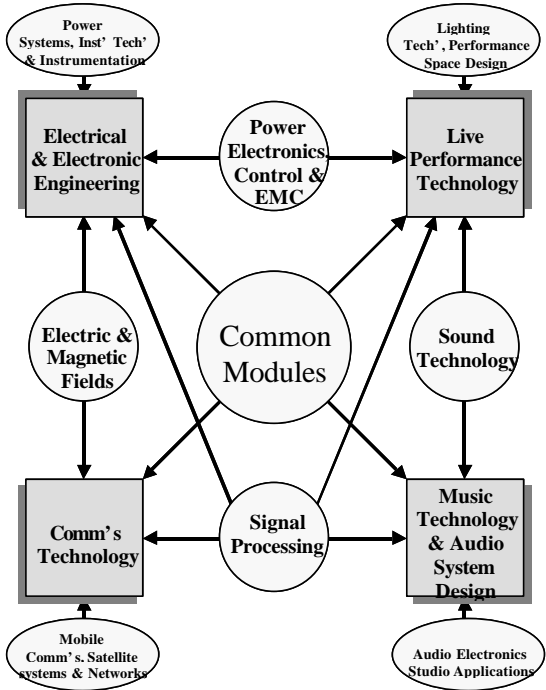 Power
Systems, Inst' Tech'
& Instrumentation
Lighting
Tech', Performance
Space Design
Electrical
& Electronic
Engineering
Power
Electronics,
Control &
EMC
Live
Performance
Technology
Electric &
Magnetic
Fields
Common
Modules
Sound
Technology
Comm's
Technology
Signal
Processing
Music
Technology
& Audio
System
Design
Mobile
Comm's, Satellite
systems & Networks
Audio Electronics
Studio Applications